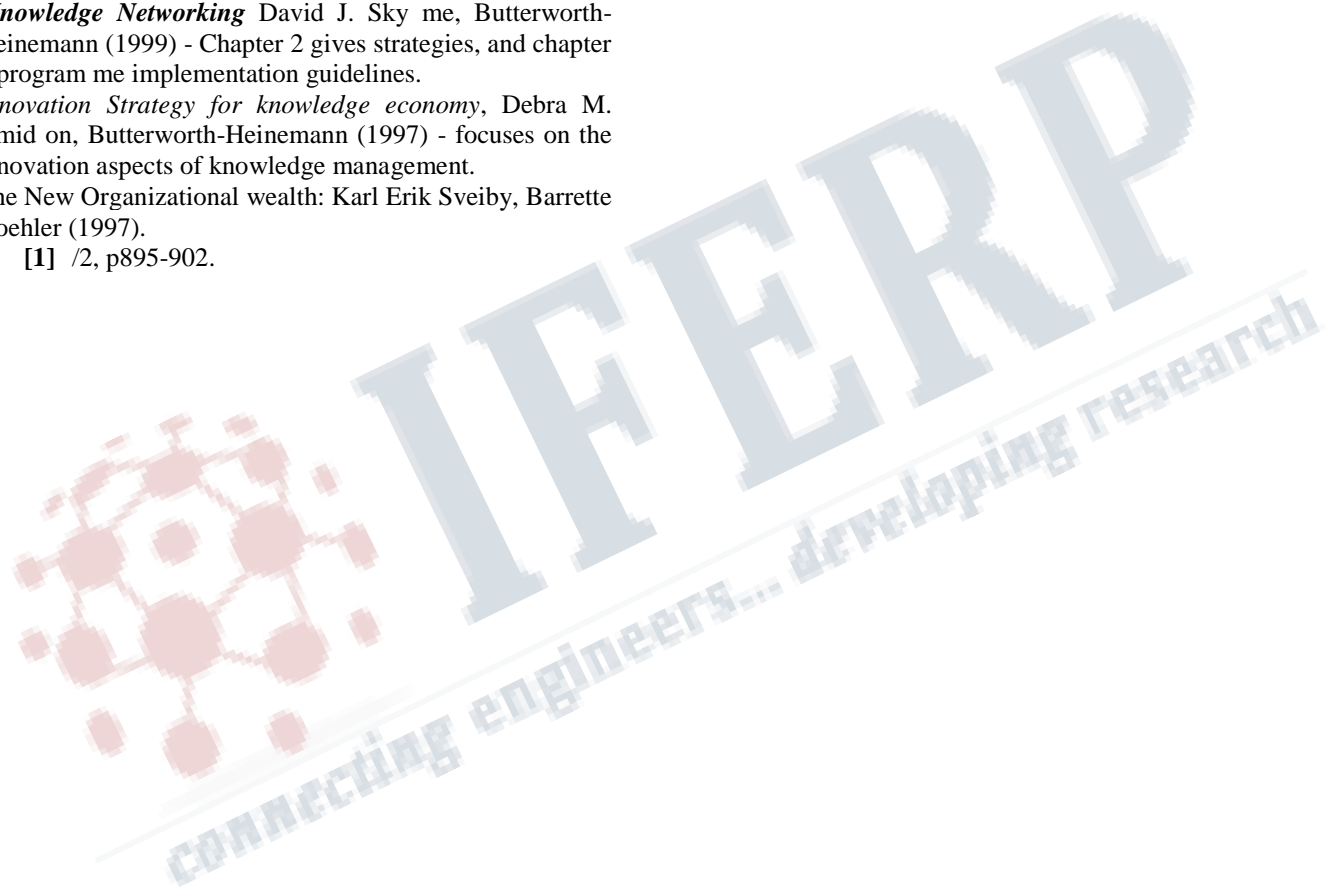 nowledge Networking David J. Sky me, Butterworth-
einemann (1999) - Chapter 2 gives strategies, and chapter
program me implementation guidelines.
novation Strategy for knowledge economy, Debra M.
mid on, Butterworth-Heinemann (1997) - focuses on the
novation aspects of knowledge management.
he New Organizational wealth: Karl Erik Sveiby, Barrette
oehler (1997).
[1] /2, p895-902.
IFERP
connecting engineers... developing research